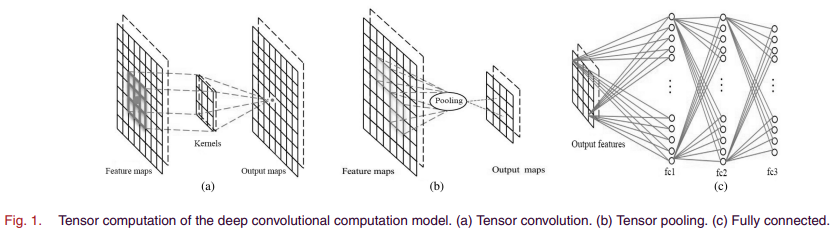 Feature maps
Kernels
Output maps
(a)
Feature maps
Pooling
Output maps
(b)
Output features
fc1
fc2
fc3
(c)
Fig. 1. Tensor computation of the deep convolutional computation model. (a) Tensor convolution. (b) Tensor pooling. (c) Fully connected.